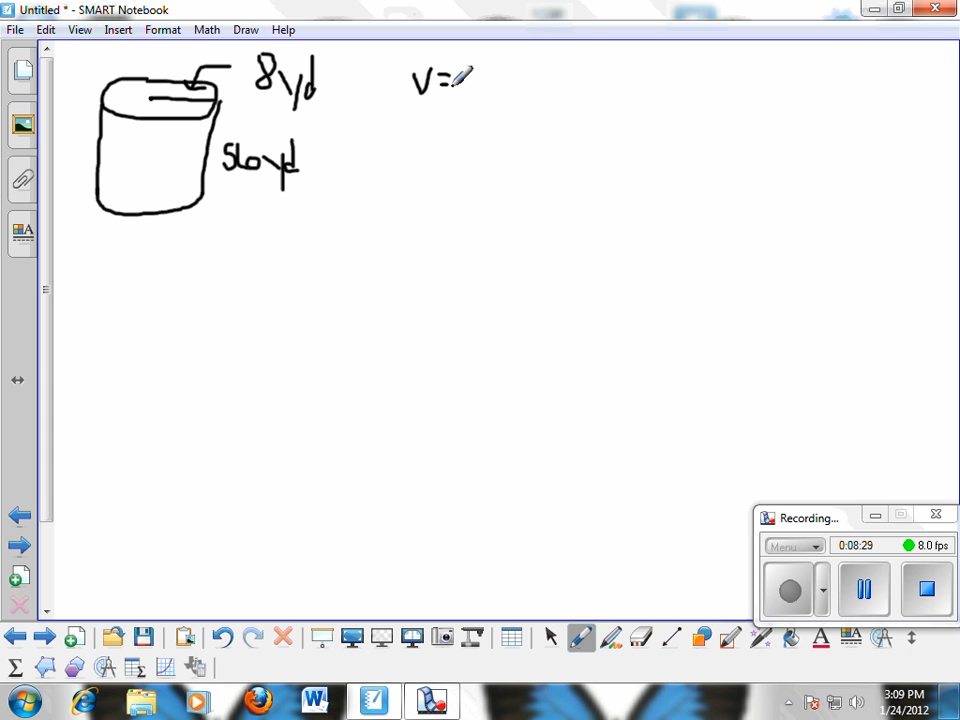 Untitled * - SMART Notebook
File Edit View Insert Format Math Draw Help
8yd
V=
56yd
Recording...
Menu
0:08:29
8.0 fps
3:09 PM
1/24/2012